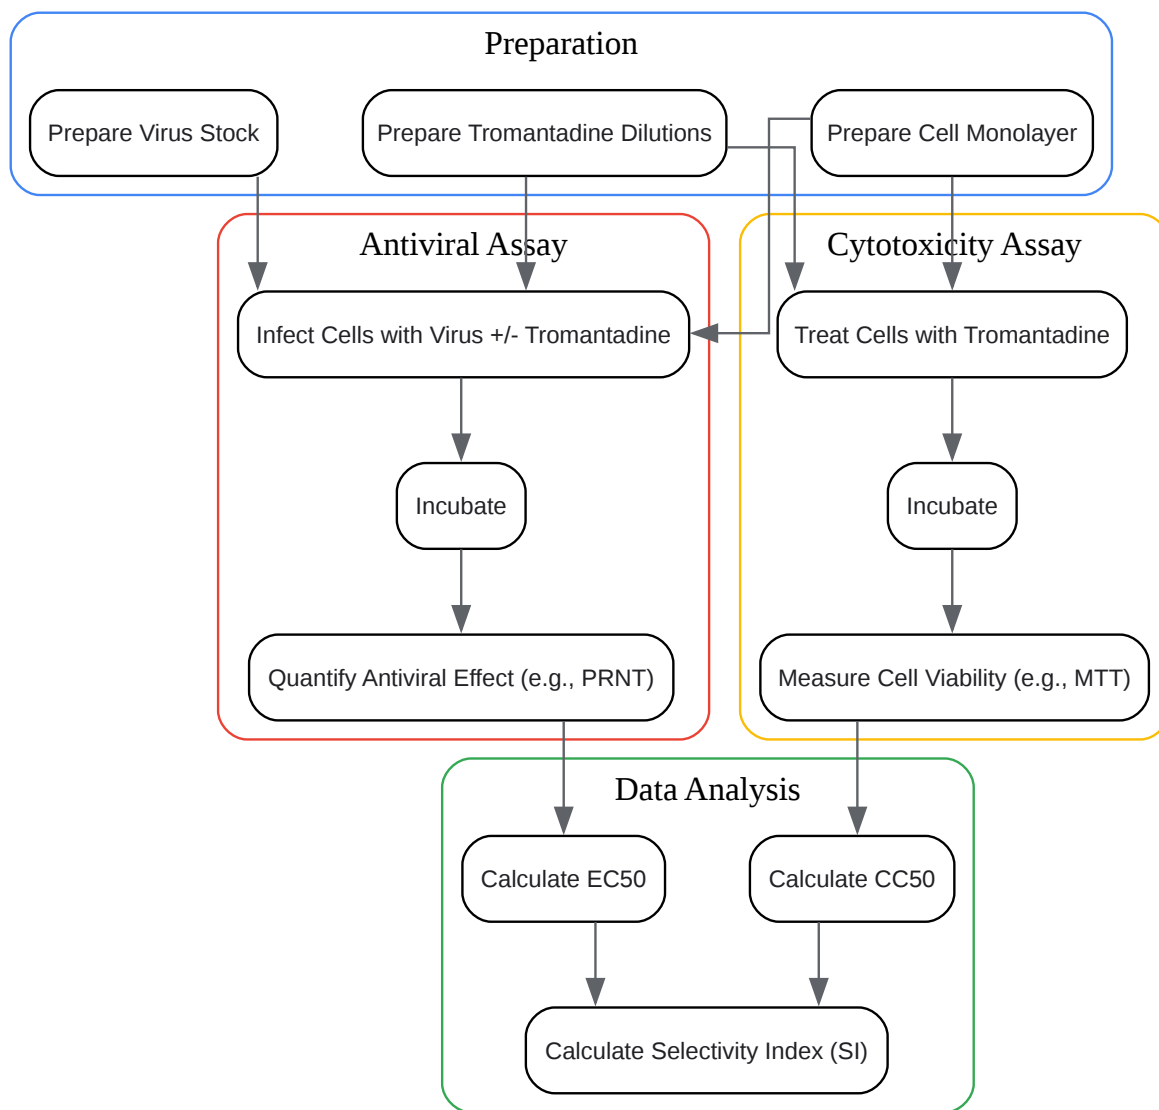 Preparation
Prepare Virus Stock
Prepare Tromantadine Dilutions
Prepare Cell Monolayer
Antiviral Assay
Cytotoxicity Assay
Infect Cells with Virus +/- Tromantadine
Treat Cells with Tromantadine
Incubate
Incubate
Quantify Antiviral Effect (e.g., PRNT)
Measure Cell Viability (e.g., MTT)
Data Analysis
Calculate EC50
Calculate CC50
Calculate Selectivity Index (SI)